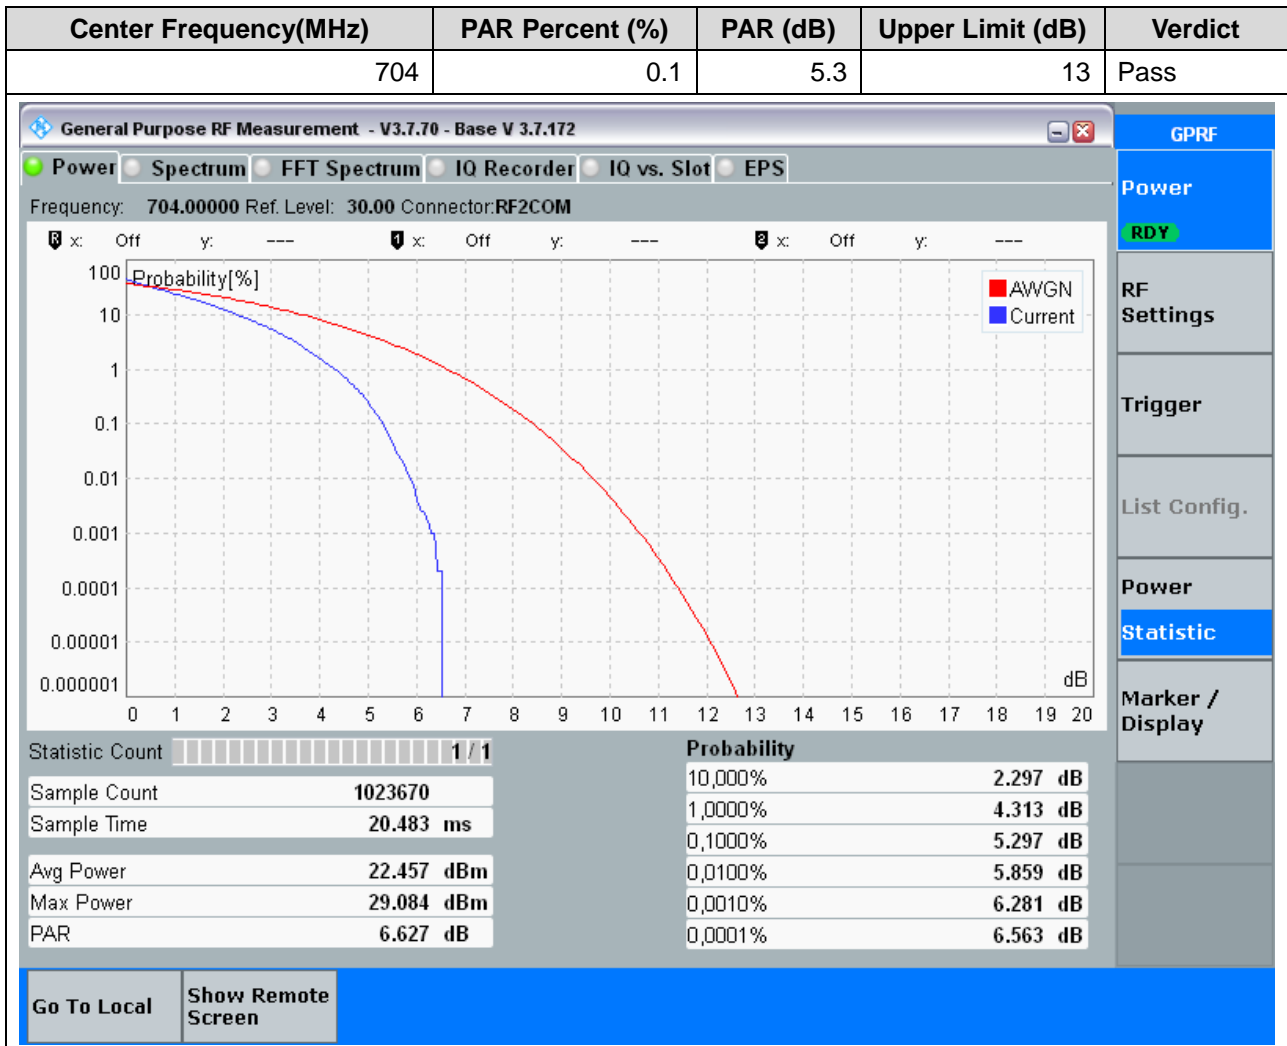 Center Frequency(MHz) PAR Percent (%) PAR (dB) Upper Limit (dB) Verdict
704 0.1 5.3 13 Pass
General Purpose RF Measurement - V3.7.70 - Base V 3.7.172
GPRF
Power Spectrum FFT Spectrum IQ Recorder IQ vs. Slot EPS
Power
RDY
Frequency: 704.00000 Ref. Level: 30.00 Connector:RF2COM
R x: Off y: --- 1 x: Off y: --- 2 x: Off y: ---
Probability[%]
AWGN
Current
100
10
1
0.1
0.01
0.001
0.0001
0.00001
0.000001
dB
0 1 2 3 4 5 6 7 8 9 10 11 12 13 14 15 16 17 18 19 20
RF
Settings
Trigger
List Config.
Power
Statistic
Marker /
Display
Statistic Count 1 / 1
Sample Count 1023670
Sample Time 20.483 ms
Avg Power 22.457 dBm
Max Power 29.084 dBm
PAR 6.627 dB
Probability
10,000% 2.297 dB
1,0000% 4.313 dB
0,1000% 5.297 dB
0,0100% 5.859 dB
0,0010% 6.281 dB
0,0001% 6.563 dB
Go To Local
Show Remote
Screen